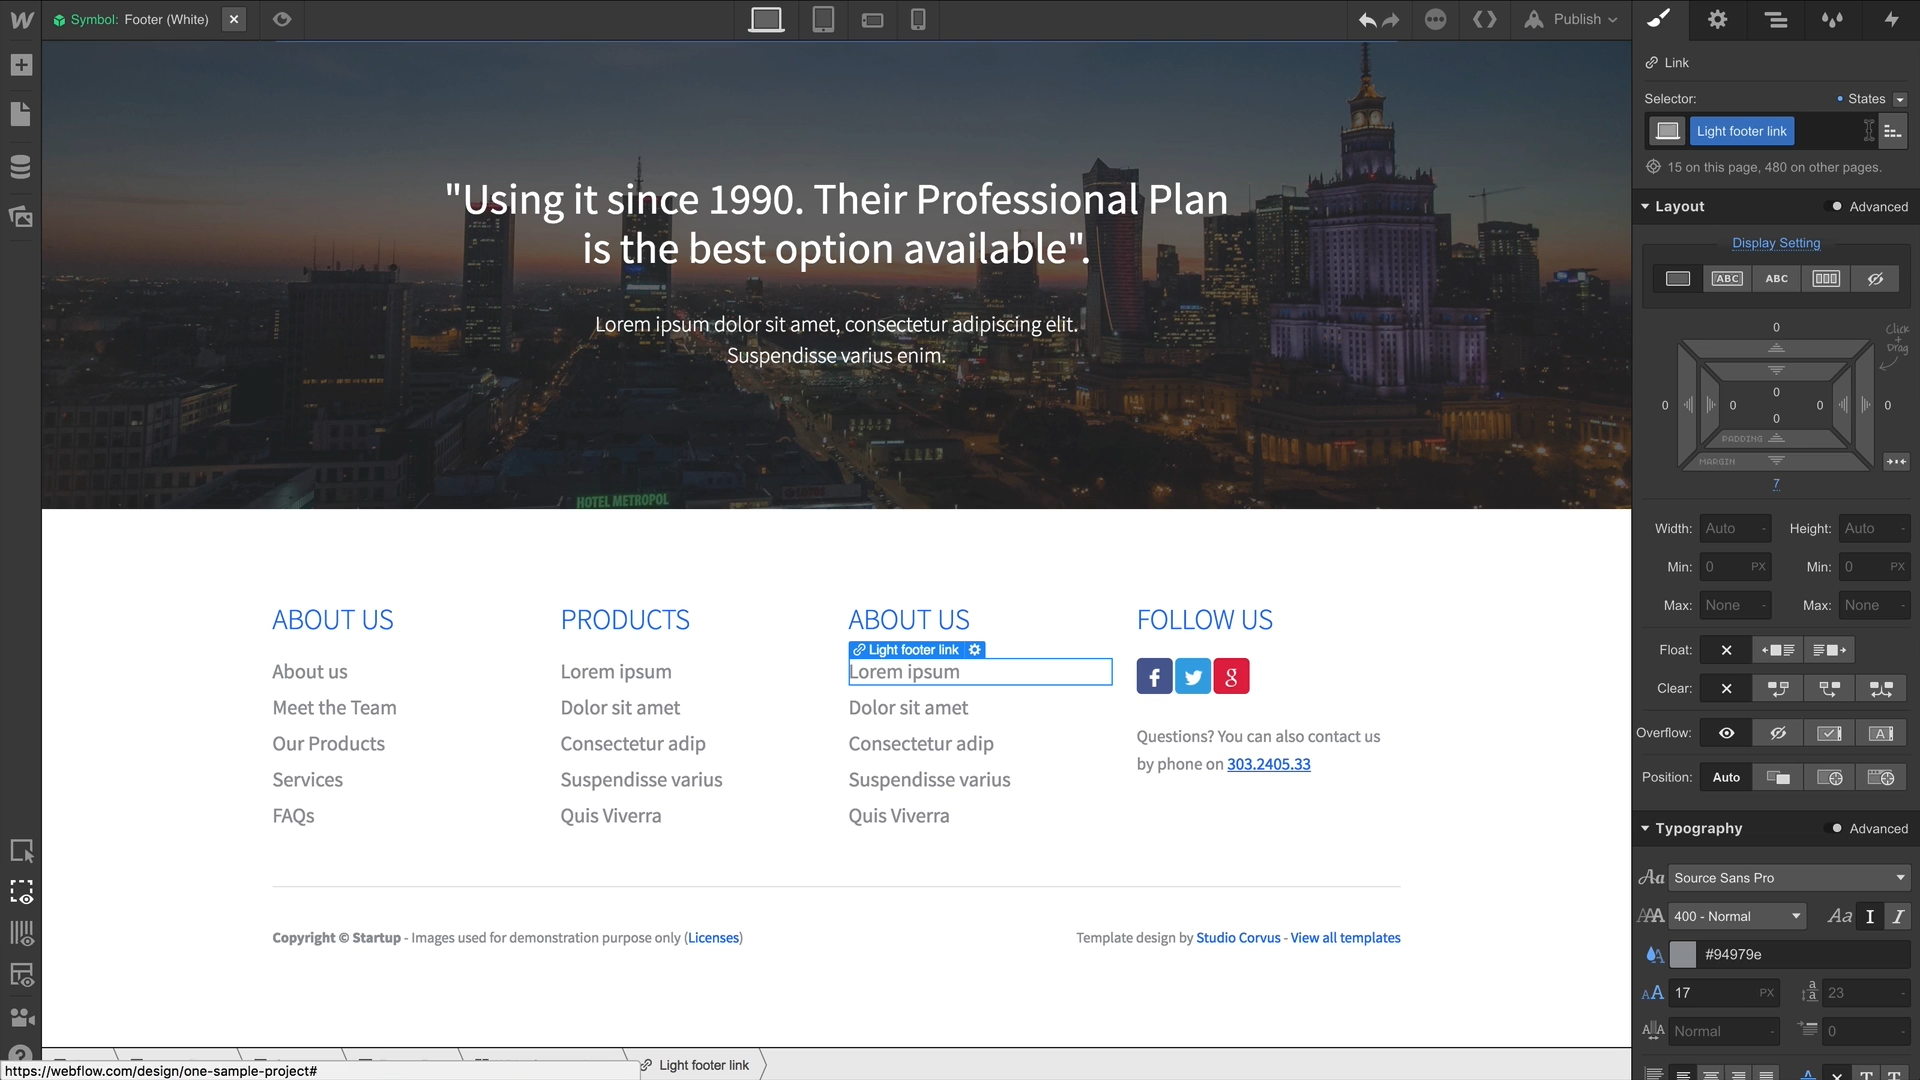 Symbol: Footer (White)
Publish
Link
Selector:
States
Light footer link
15 on this page, 480 on other pages.
Layout
Advanced
Display Setting
ABC
ABC
0
Click
+
Drag
0
0
0
0
0
0
PADDING
MARGIN
7
Width: Auto - Height: Auto -
Min: 0 PX Min: 0 PX
Max: None - Max: None -
Float:
Clear:
Overflow:
Position: Auto
Typography
Advanced
Source Sans Pro
400 - Normal
#94979e
17 PX 23 -
Normal - 0 -
"Using it since 1990. Their Professional Plan
is the best option available".
Lorem ipsum dolor sit amet, consectetur adipiscing elit.
Suspendisse varius enim.
HOTEL METROPOL
ABOUT US
About us
Meet the Team
Our Products
Services
FAQs
PRODUCTS
Lorem ipsum
Dolor sit amet
Consectetur adip
Suspendisse varius
Quis Viverra
ABOUT US
Light footer link
Lorem ipsum
Dolor sit amet
Consectetur adip
Suspendisse varius
Quis Viverra
FOLLOW US
Questions? You can also contact us
by phone on 303.2405.33
Copyright © Startup - Images used for demonstration purpose only (Licenses)
Template design by Studio Corvus - View all templates
Light footer link
https://webflow.com/design/one-sample-project#